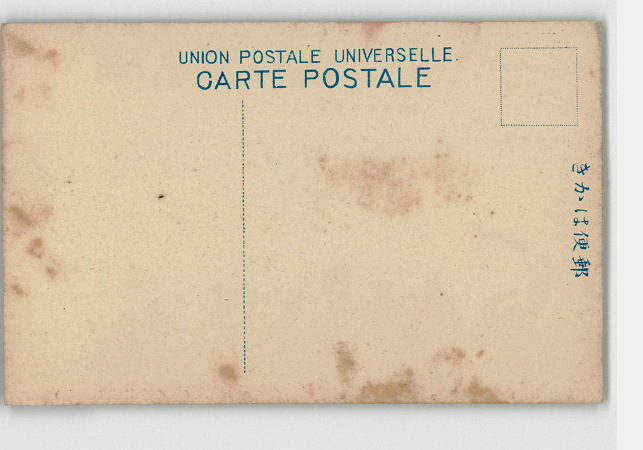 UNION POSTALE UNIVERSELLE.
CARTE POSTALE
きかは便郵